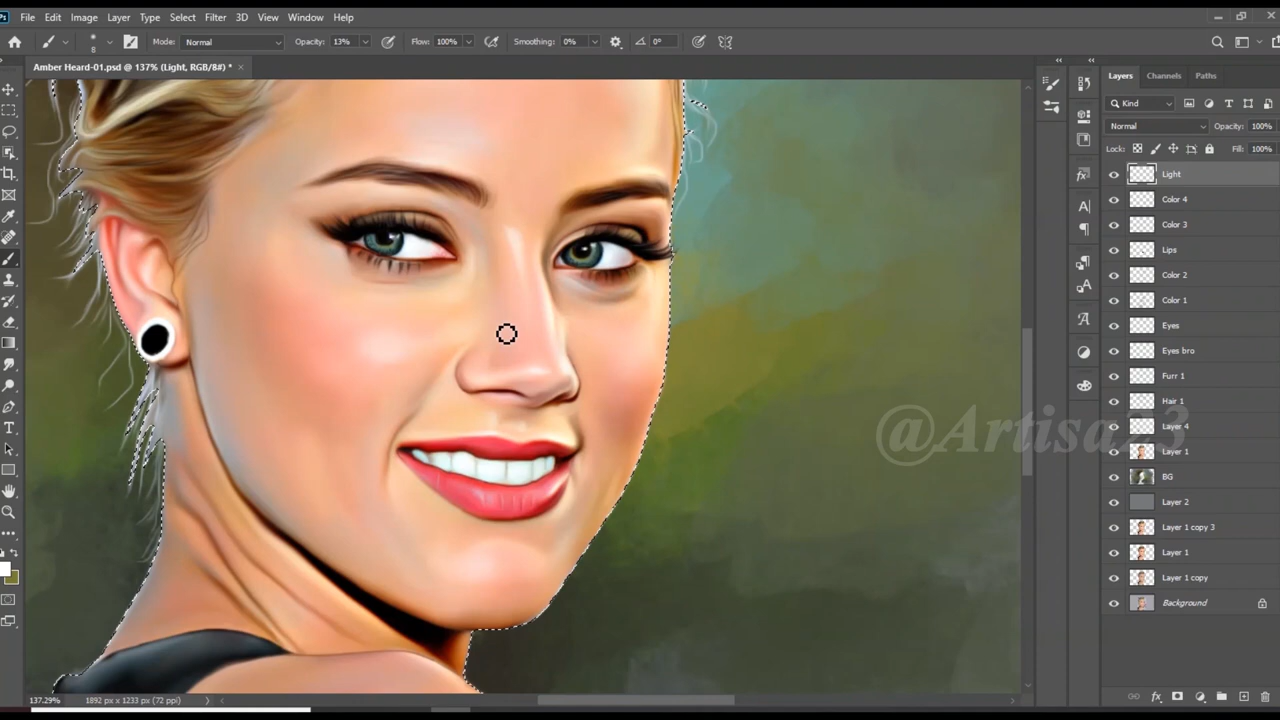 Ps File Edit Image Layer Type Select Filter 3D View Window Help
8 Mode: Normal Opacity: 13% Flow: 100% Smoothing: 0% 0°
Amber Heard-01.psd @ 137% (Light, RGB/8#) * ×
Layers Channels Paths
Kind
Normal Opacity: 100%
Lock: Fill: 100%
Light
Color 4
Color 3
Lips
Color 2
Color 1
Eyes
Eyes bro
Furr 1
Hair 1
Layer 4
@Artisa23
Layer 1
BG
Layer 2
Layer 1 copy 3
Layer 1
Layer 1 copy
Background
137.29% 1892 px x 1233 px (72 ppi)